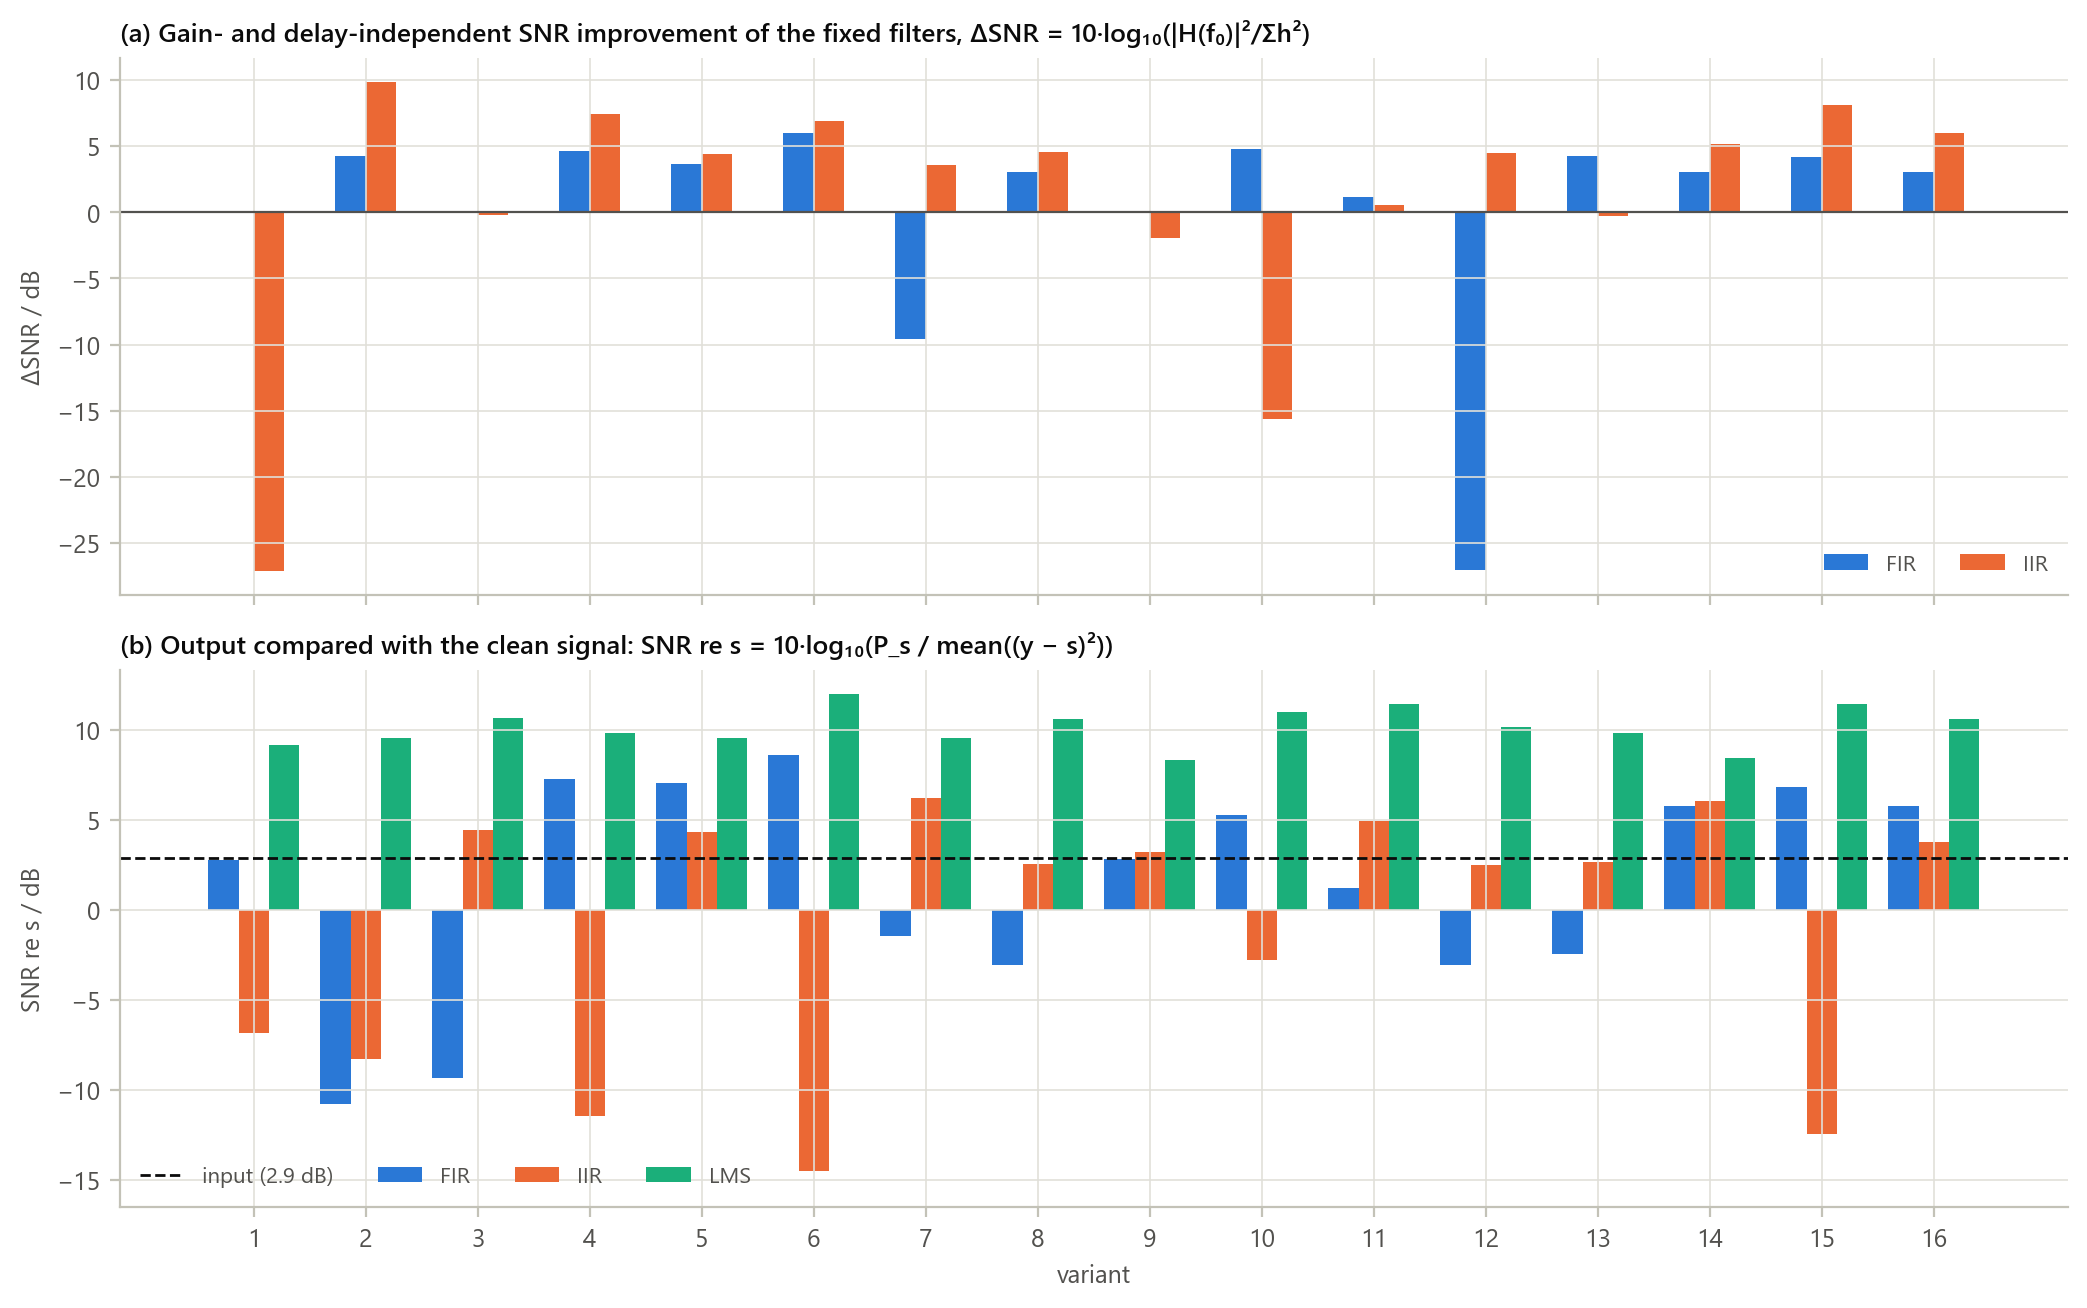 (a) Gain- and delay-independent SNR improvement of the fixed filters, ΔSNR = 10·log₁₀(|H(f₀)|²/Σh²)
10
5
0
−5
−10
−15
−20
−25
ΔSNR / dB
FIR
IIR
(b) Output compared with the clean signal: SNR re s = 10·log₁₀(P_s / mean((y − s)²))
10
5
0
−5
−10
−15
SNR re s / dB
input (2.9 dB)
FIR
IIR
LMS
1 2 3 4 5 6 7 8 9 10 11 12 13 14 15 16
variant